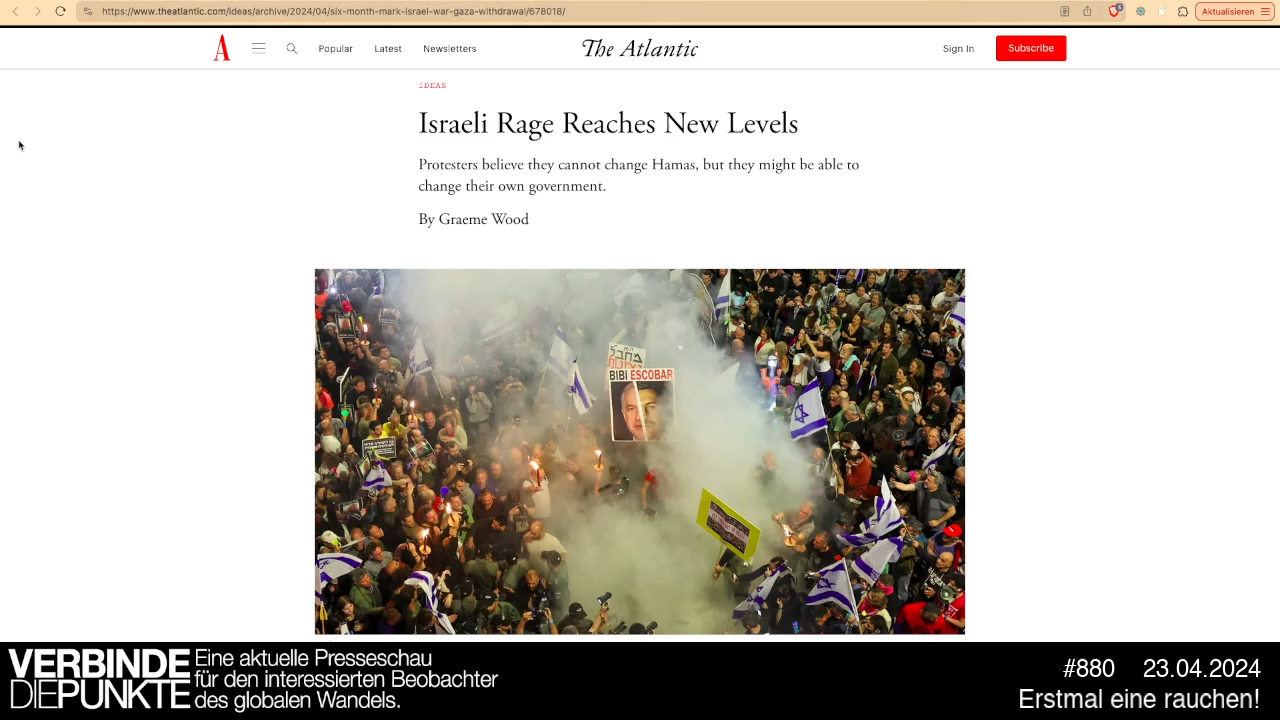 https://www.theatlantic.com/ideas/archive/2024/04/six-month-mark-israel-war-gaza-withdrawal/678018/
Aktualisieren
A
Popular
Latest
Newsletters
The Atlantic
Sign In
Subscribe
IDEAS
Israeli Rage Reaches New Levels
Protesters believe they cannot change Hamas, but they might be able to
change their own government.
By Graeme Wood
מחבל
BIBI ESCOBAR
VERBINDE
DIEPUNKTE
Eine aktuelle Presseschau
für den interessierten Beobachter
des globalen Wandels.
#880 23.04.2024
Erstmal eine rauchen!